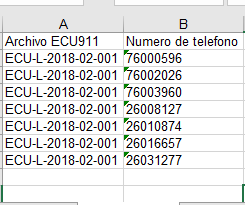 A B
Archivo ECU911 Numero de telefono
ECU-L-2018-02-001 76000596
ECU-L-2018-02-001 76002026
ECU-L-2018-02-001 76003960
ECU-L-2018-02-001 26008127
ECU-L-2018-02-001 26010874
ECU-L-2018-02-001 26016657
ECU-L-2018-02-001 26031277